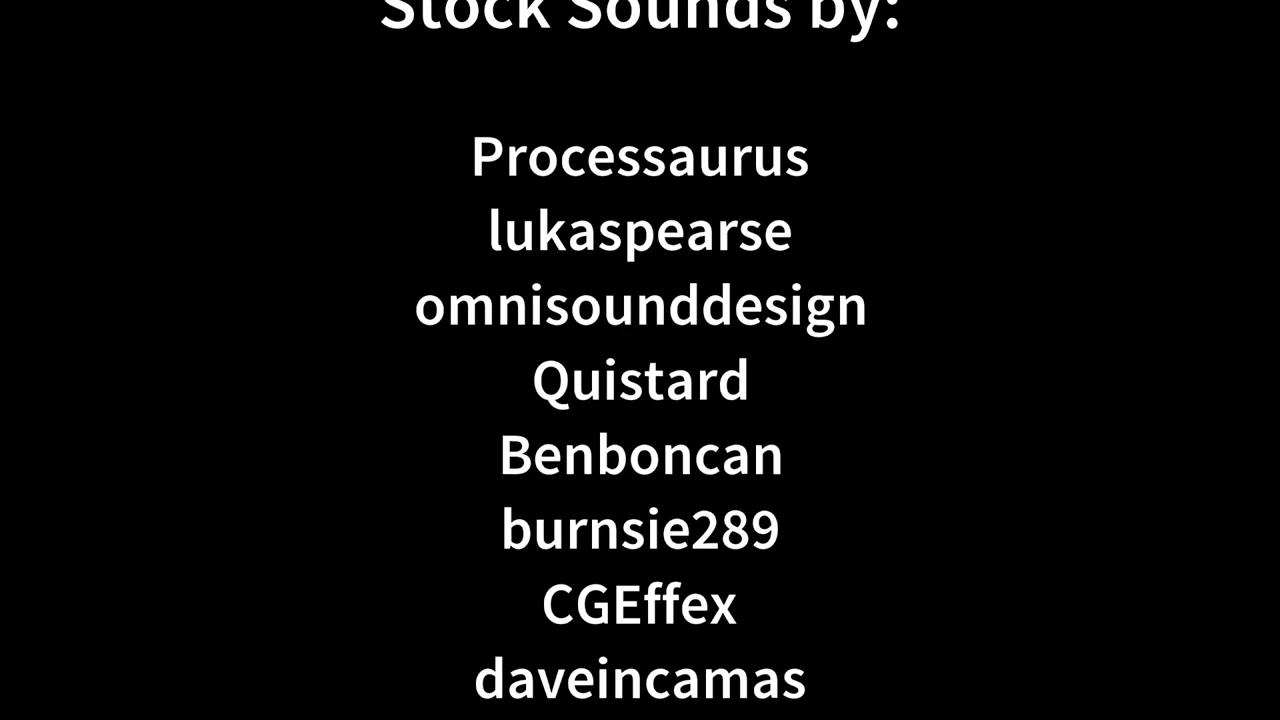 Stock Sounds by:
Processaurus
lukaspearse
omnisounddesign
Quistard
Benboncan
burnsie289
CGEffex
daveincamas